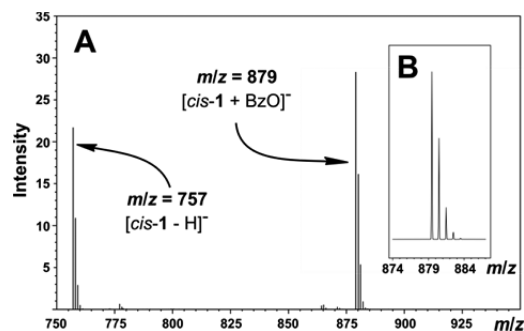 A
B
m/z = 879
[cis-1 + BzO]⁻
m/z = 757
[cis-1 - H]⁻
Intensity
35
30
25
20
15
10
5
750 775 800 825 850 875 900 925 m/z
874 879 884 m/z